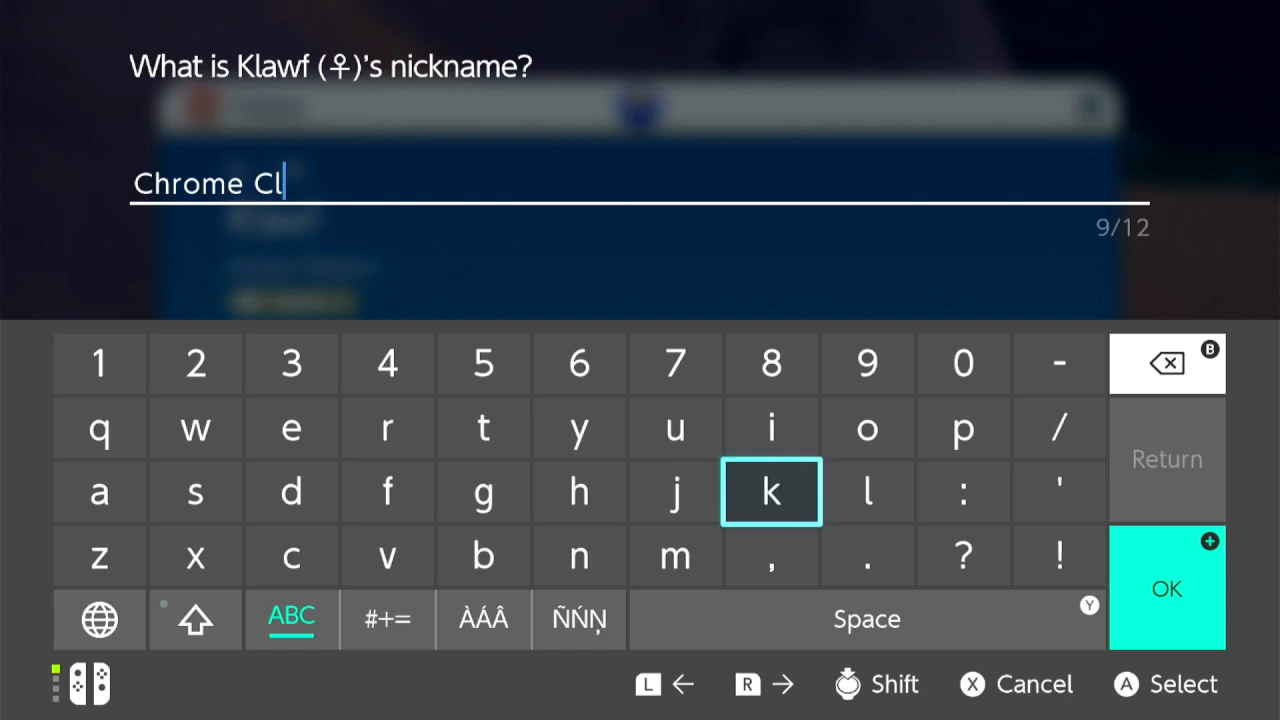 What is Klawf (♀)'s nickname?
Chrome Cl
9/12
1 2 3 4 5 6 7 8 9 0 - B
q w e r t y u i o p /
Return
a s d f g h j k l : '
z x c v b n m , . ? ! +
OK
ABC #+= ÀÁÂ ÑŃŅ Space Y
L ← R → Shift X Cancel A Select